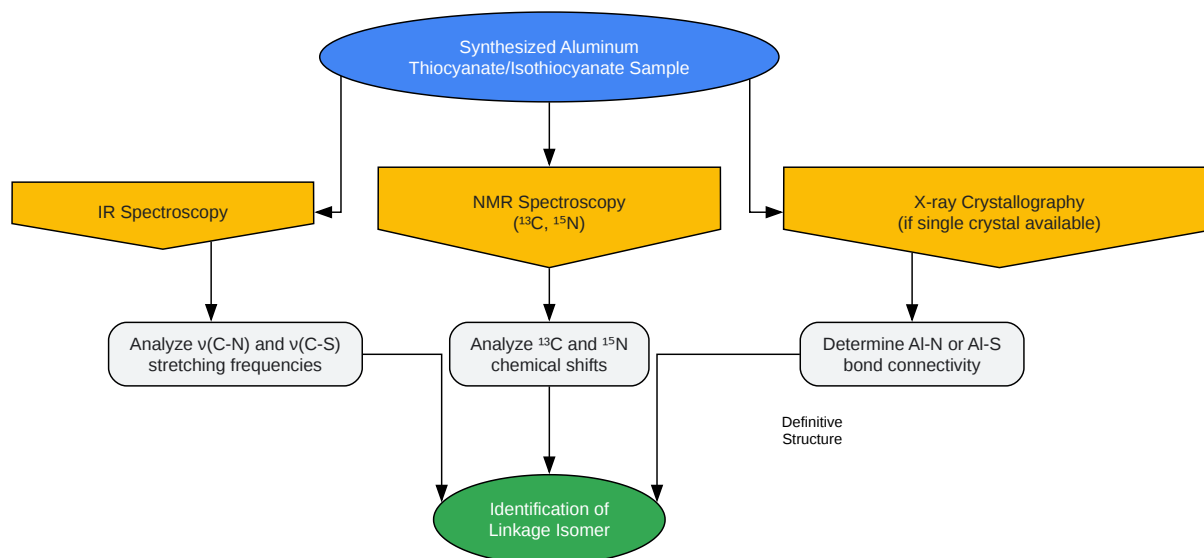 Synthesized Aluminum
Thiocyanate/Isothiocyanate Sample
IR Spectroscopy
NMR Spectroscopy
(¹³C, ¹⁵N)
X-ray Crystallography
(if single crystal available)
Analyze ν(C-N) and ν(C-S)
stretching frequencies
Analyze ¹³C and ¹⁵N
chemical shifts
Determine Al-N or Al-S
bond connectivity
Definitive
Structure
Identification of
Linkage Isomer